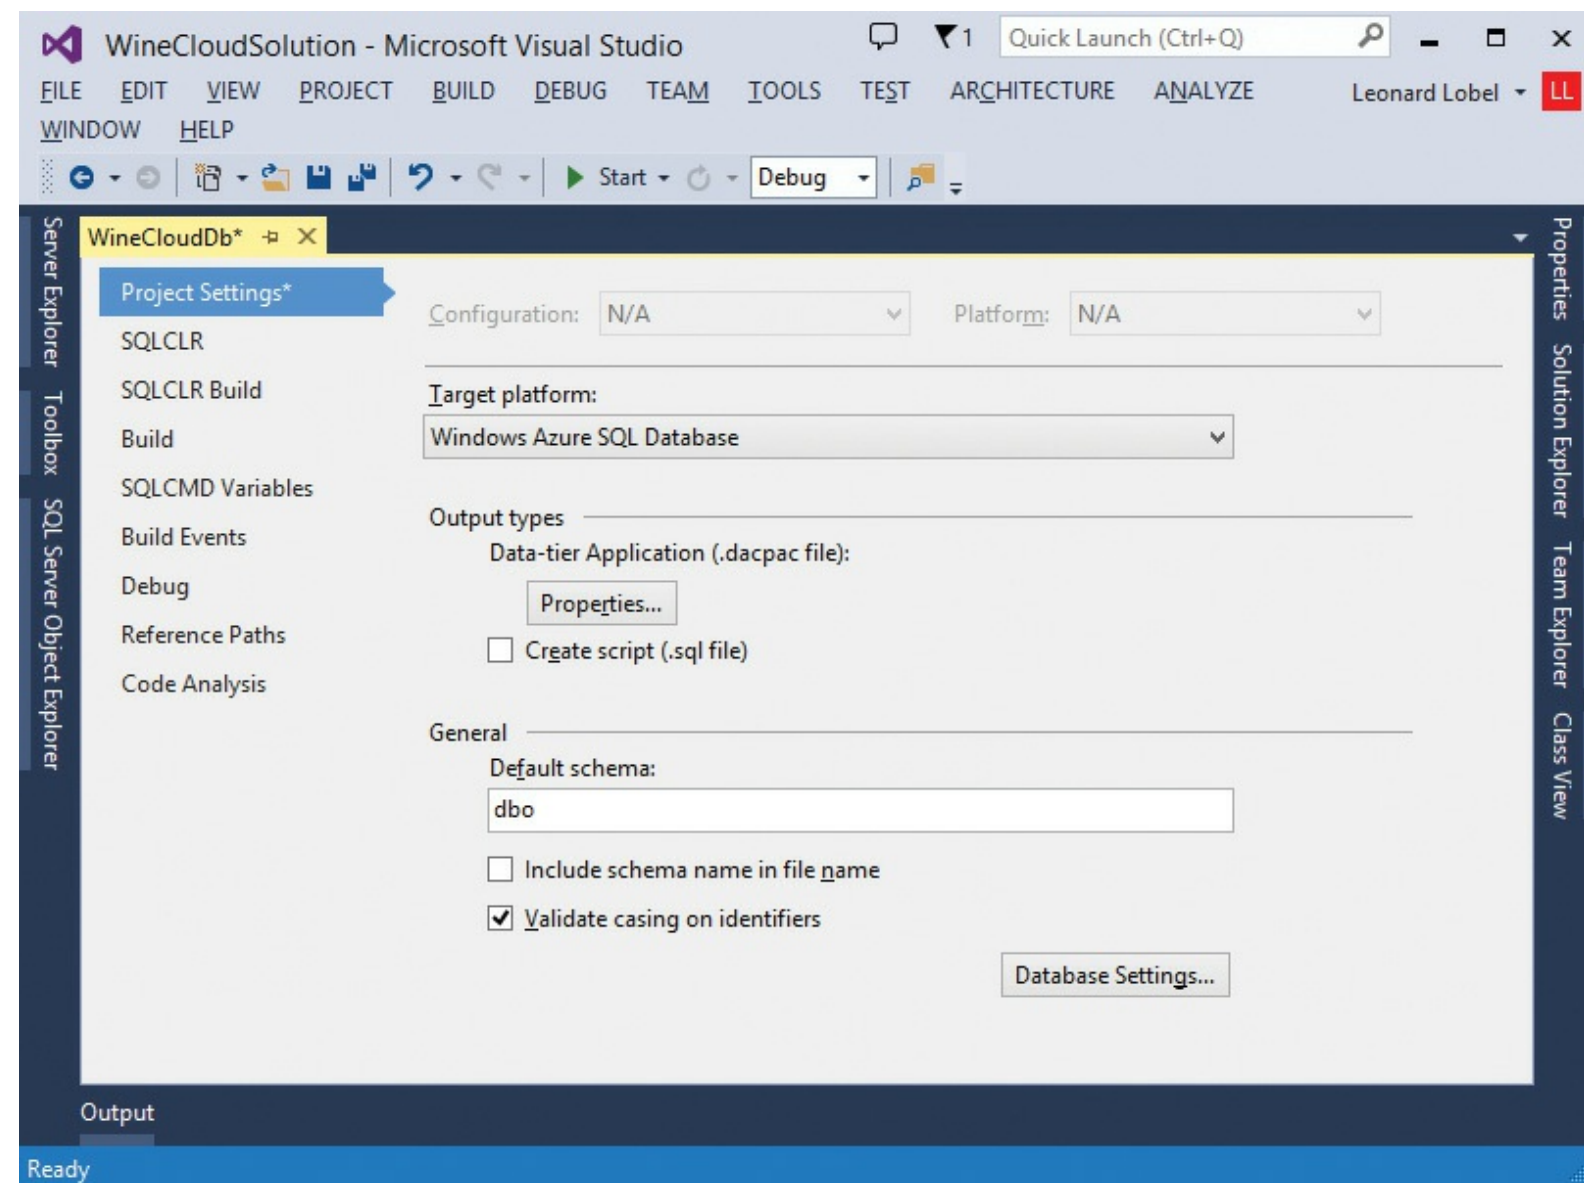 WineCloudSolution - Microsoft Visual Studio
1
Quick Launch (Ctrl+Q)
FILE EDIT VIEW PROJECT BUILD DEBUG TEAM TOOLS TEST ARCHITECTURE ANALYZE
Leonard Lobel
LL
WINDOW HELP
Start
Debug
Server Explorer
Toolbox
SQL Server Object Explorer
WineCloudDb*
Project Settings*
SQLCLR
SQLCLR Build
Build
SQLCMD Variables
Build Events
Debug
Reference Paths
Code Analysis
Configuration: N/A
Platform: N/A
Target platform:
Windows Azure SQL Database
Output types
Data-tier Application (.dacpac file):
Properties...
Create script (.sql file)
General
Default schema:
dbo
Include schema name in file name
Validate casing on identifiers
Database Settings...
Properties
Solution Explorer
Team Explorer
Class View
Output
Ready